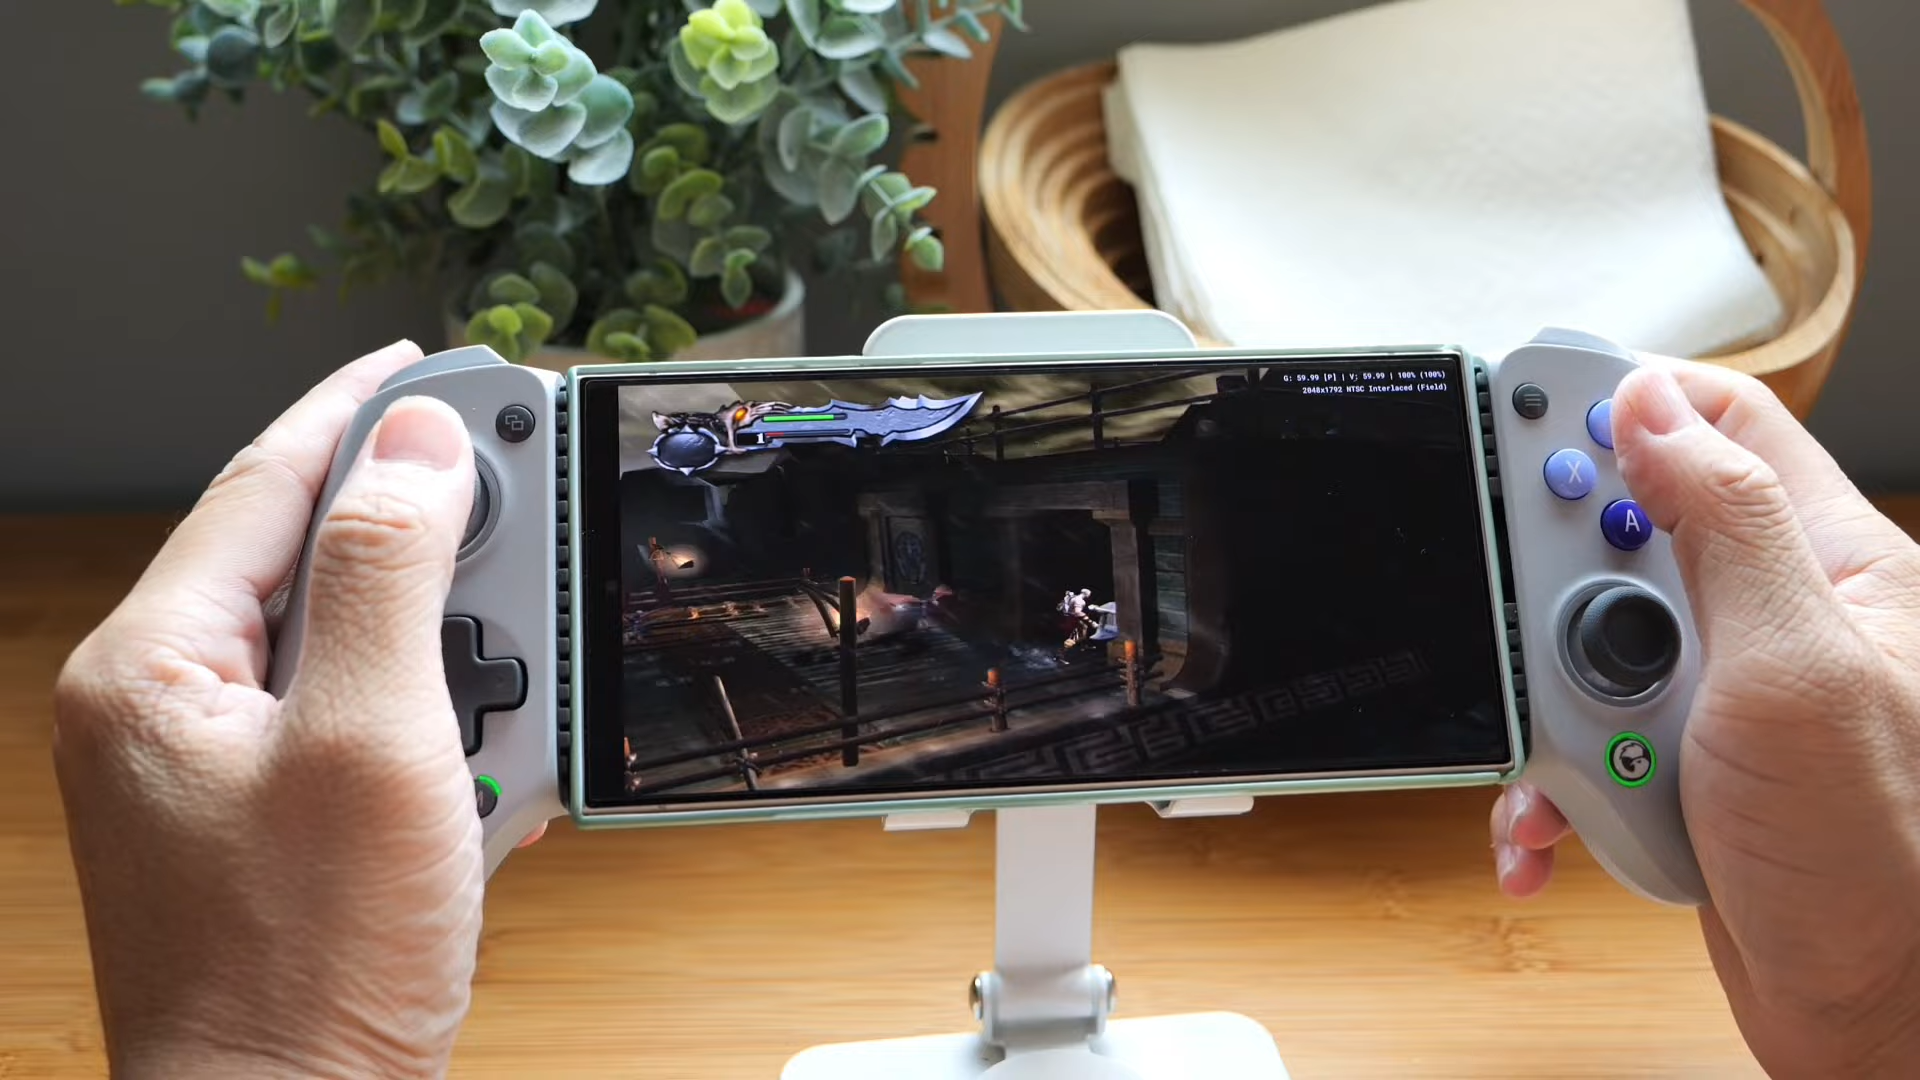 G: 59.99 [P] | V: 59.99 | 100% (100%)
2048x1792 NTSC Interlaced (Field)
1
X
A